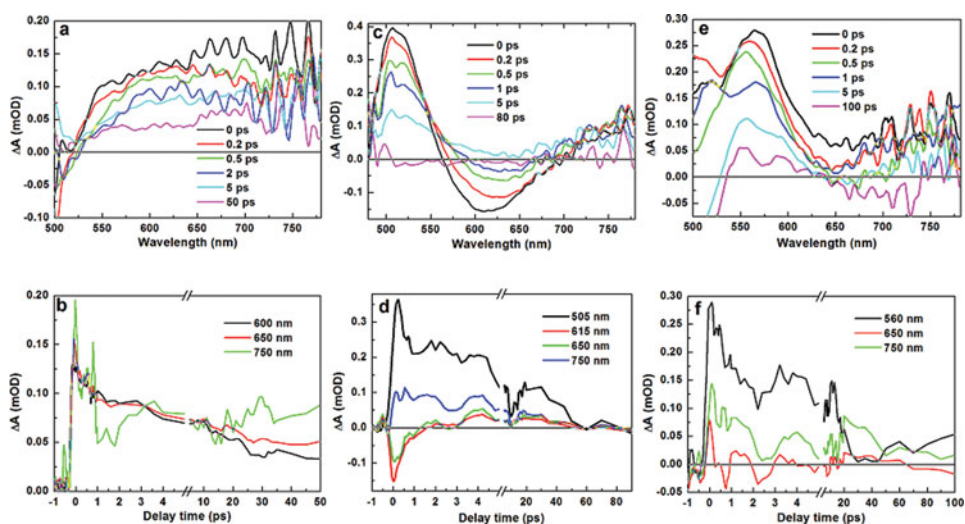 a
ΔA (mOD)
0.20
0.15
0.10
0.05
0.00
-0.05
0.10
0 ps
0.2 ps
0.5 ps
2 ps
5 ps
50 ps
500 550 600 650 700 750
Wavelength (nm)
c
ΔA (mOD)
0.4
0.3
0.2
0.1
0.0
0.1
0 ps
0.2 ps
0.5 ps
1 ps
5 ps
80 ps
500 550 600 650 700 750
Wavelength (nm)
e
ΔA (mOD)
0.30
0.25
0.20
0.15
0.10
0.05
0.00
-0.05
0 ps
0.2 ps
0.5 ps
1 ps
5 ps
100 ps
500 550 600 650 700 750
Wavelength (nm)
b
ΔA (mOD)
0.20
0.15
0.10
0.05
0.00
600 nm
650 nm
750 nm
-1 0 1 2 3 4 10 20 30 40 50
Delay time (ps)
d
ΔA (mOD)
0.3
0.2
0.1
0.0
0.1
505 nm
615 nm
650 nm
750 nm
-1 0 1 2 3 4 20 40 60 80
Delay time (ps)
f
ΔA (mOD)
0.30
0.25
0.20
0.15
0.10
0.05
0.00
-0.05
560 nm
650 nm
750 nm
-1 0 1 2 3 4 20 40 60 80 100
Delay time (ps)